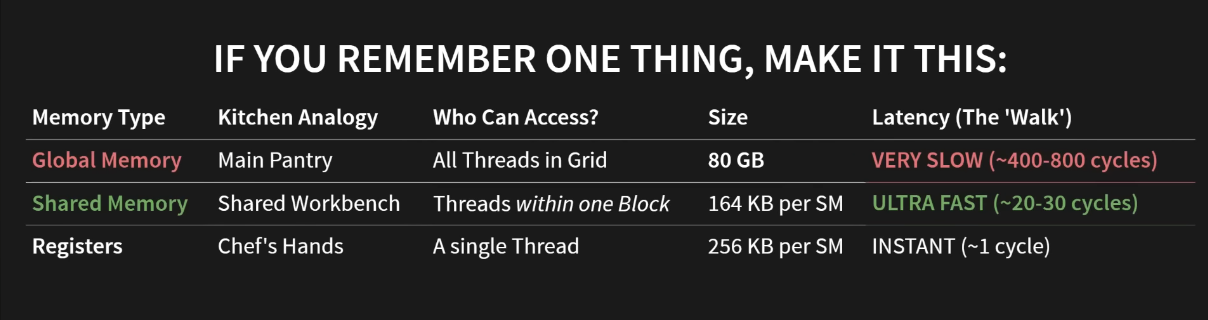 IF YOU REMEMBER ONE THING, MAKE IT THIS:
Memory Type Kitchen Analogy Who Can Access? Size Latency (The 'Walk')
Global Memory Main Pantry All Threads in Grid 80 GB VERY SLOW (~400-800 cycles)
Shared Memory Shared Workbench Threads within one Block 164 KB per SM ULTRA FAST (~20-30 cycles)
Registers Chef's Hands A single Thread 256 KB per SM INSTANT (~1 cycle)